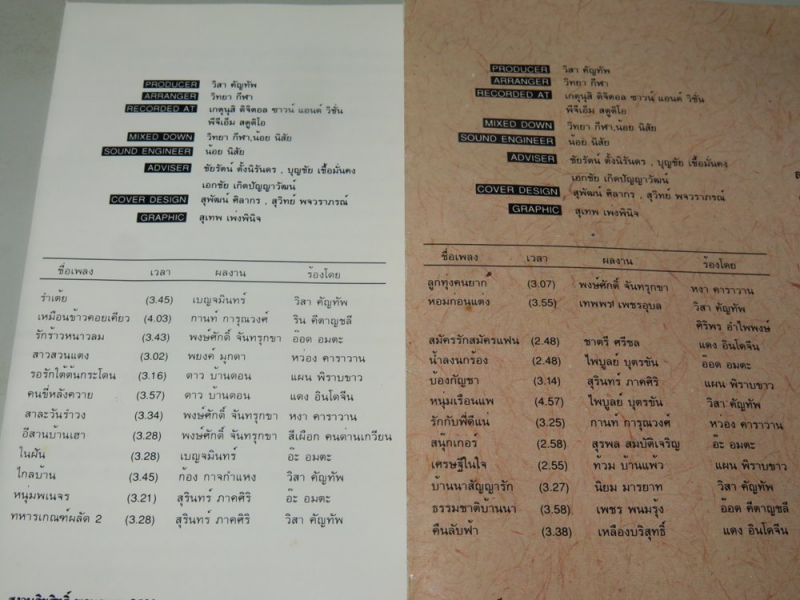 PRODUCER วิสา คัญทัพ
ARRANGER วิทยา กีฬา
RECORDED AT เกตุนุสิ ดิจิตอล ซาวน์ แอนด์ วิชั่น
พีจีเอ็ม สตูดิโอ
MIXED DOWN วิทยา กีฬา,น้อย นิสัย
SOUND ENGINEER น้อย นิสัย
ADVISER ชัยรัตน์ ตั้งนิรันดร , บุญชัย เชื้อมั่นคง
เอกชัย เกิดปัญญาวัฒน์
COVER DESIGN สุพัฒน์ ศิลากร , สุวิทย์ พจวราภรณ์
GRAPHIC สุเทพ เพ่งพินิจ
ชื่อเพลง เวลา ผลงาน ร้องโดย
รำเต้ย (3.45) เบญจมินทร์ วิสา คัญทัพ
เหมือนข้าวคอยเคียว (4.03) กานท์ การุณวงศ์ ริน คีตาญชลี
รักร้าวหนาวลม (3.43) พงษ์ศักดิ์ จันทรุกขา อ๊อด อมตะ
สาวสวนแตง (3.02) พยงค์ มุกดา หว่อง คาราวาน
รอรักใต้ต้นกระโดน (3.16) ดาว บ้านดอน แผน พิราบขาว
คนขี่หลังควาย (3.57) ดาว บ้านดอน แดง อินโดจีน
สาละวันรำวง (3.34) พงษ์ศักดิ์ จันทรุกขา หงา คาราวาน
อีสานบ้านเฮา (3.28) พงษ์ศักดิ์ จันทรุกขา สีเผือก คนด่านเกวียน
ในฝัน (3.28) เบญจมินทร์ อ๊ะ อมตะ
ไกลบ้าน (3.45) ก้อง กาจกำแหง วิสา คัญทัพ
หนุ่มพเนจร (3.21) สุรินทร์ ภาคศิริ อ๊ะ อมตะ
ทหารเกณฑ์ผลัด 2 (3.28) สุรินทร์ ภาคศิริ วิสา คัญทัพ
PRODUCER วิสา คัญทัพ
ARRANGER วิทยา กีฬา
RECORDED AT เกตุนุสิ ดิจิตอล ซาวน์ แอนด์ วิชั่น
พีจีเอ็ม สตูดิโอ
MIXED DOWN วิทยา กีฬา,น้อย นิสัย
SOUND ENGINEER น้อย นิสัย
ADVISER ชัยรัตน์ ตั้งนิรันดร , บุญชัย เชื้อมั่นคง
เอกชัย เกิดปัญญาวัฒน์
COVER DESIGN สุพัฒน์ ศิลากร , สุวิทย์ พจวราภรณ์
GRAPHIC สุเทพ เพ่งพินิจ
ชื่อเพลง เวลา ผลงาน ร้องโดย
ลูกทุ่งคนยาก (3.07) พงษ์ศักดิ์ จันทรุกขา หงา คาราวาน
หอมกอนแดง (3.55) เทพพร เพชรอุบล วิสา คัญทัพ
ศิริพร อำไพพงษ์
สมัครรักสมัครแฟน (2.48) ชาตรี ศรีชล แดง อินโดจีน
น้ำลงนกร้อง (2.48) ไพบูลย์ บุตรขัน อ๊อด อมตะ
บ้องกัญชา (3.14) สุรินทร์ ภาคศิริ แผน พิราบขาว
หนุ่มเรือนแพ (4.57) ไพบูลย์ บุตรขัน วิสา คัญทัพ
รักกับพี่ดีแน่ (3.25) กานท์ การุณวงศ์ หว่อง คาราวาน
สนุ๊กเกอร์ (2.58) สุรพล สมบัติเจริญ อ๊ะ อมตะ
เศรษฐีในใจ (2.55) ท้วม บ้านแพ้ว แผน พิราบขาว
บ้านนาสัญญารัก (3.27) นิยม มารยาท วิสา คัญทัพ
ธรรมชาติบ้านนา (3.58) เพชร พนมรุ้ง อ๊อด คีตาญชลี
คืนลับฟ้า (3.38) เหลืองบริสุทธิ์ แดง อินโดจีน